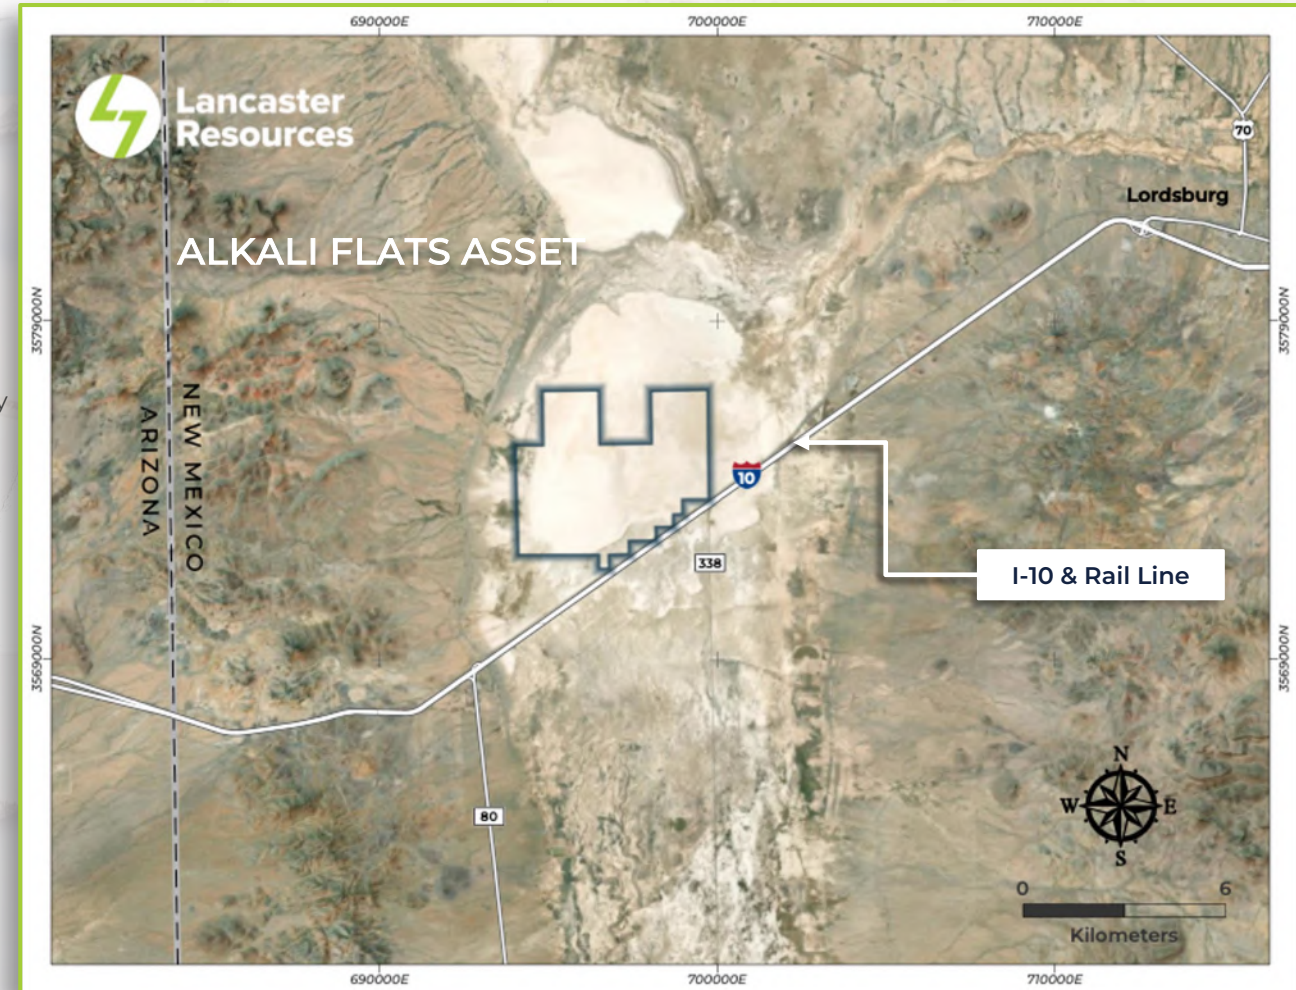 690000E
700000E
710000E
Lancaster
Resources
70
Lordsburg
ALKALI FLATS ASSET
3579000N
3579000N
y
NEW MEXICO
ARIZONA
10
338
I-10 & Rail Line
3569000N
3569000N
N
W
E
S
80
0
6
Kilometers
690000E
700000E
710000E